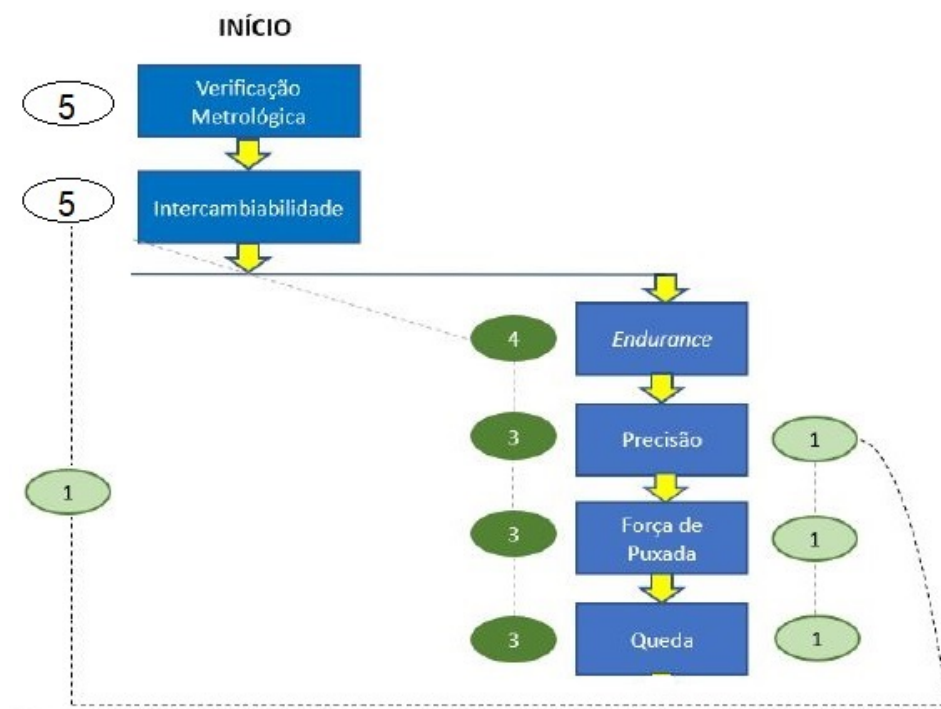 INÍCIO
5
Verificação
Metrológica
5
Intercambiabilidade
4
Endurance
3
Precisão
1
1
3
Força de
Puxada
1
3
Queda
1